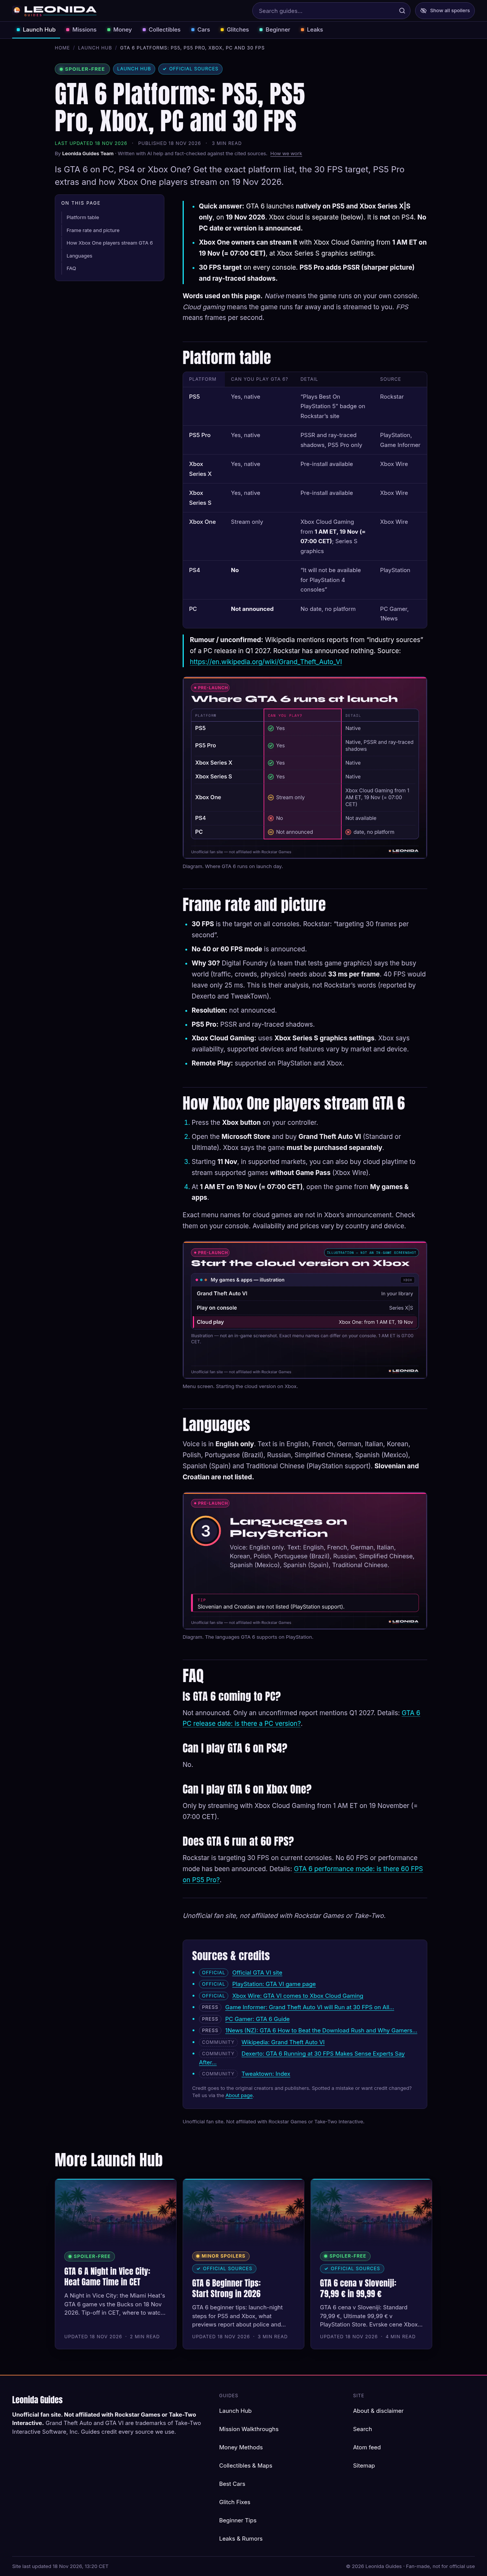 LEONIDA
GUIDES
Search guides...
Show all spoilers
Launch Hub
Missions
Money
Collectibles
Cars
Glitches
Beginner
Leaks
HOME / LAUNCH HUB / GTA 6 PLATFORMS: PS5, PS5 PRO, XBOX, PC AND 30 FPS
SPOILER-FREE
LAUNCH HUB
✓ OFFICIAL SOURCES
GTA 6 Platforms: PS5, PS5
Pro, Xbox, PC and 30 FPS
LAST UPDATED 18 NOV 2026 · PUBLISHED 18 NOV 2026 · 3 MIN READ
By Leonida Guides Team Written with AI help and fact-checked against the cited sources. How we work
Is GTA 6 on PC, PS4 or Xbox One? Get the exact platform list, the 30 FPS target, PS5 Pro
extras and how Xbox One players stream on 19 Nov 2026.
ON THIS PAGE
Platform table
Frame rate and picture
How Xbox One players stream GTA 6
Languages
FAQ
Quick answer: GTA 6 launches natively on PS5 and Xbox Series X|S
only, on 19 Nov 2026. Xbox cloud is separate (below). It is not on PS4. No
PC date or version is announced.
Xbox One owners can stream it with Xbox Cloud Gaming from 1 AM ET on
19 Nov (= 07:00 CET), at Xbox Series S graphics settings.
30 FPS target on every console. PS5 Pro adds PSSR (sharper picture)
and ray-traced shadows.
Words used on this page. Native means the game runs on your own console.
Cloud gaming means the game runs far away and is streamed to you. FPS
means frames per second.
Platform table
PLATFORM CAN YOU PLAY GTA 6? DETAIL SOURCE
PS5 Yes, native "Plays Best On
PlayStation 5" badge on
Rockstar's site Rockstar
PS5 Pro Yes, native PSSR and ray-traced
shadows, PS5 Pro only PlayStation,
Game Informer
Xbox
Series X Yes, native Pre-install available Xbox Wire
Xbox
Series S Yes, native Pre-install available Xbox Wire
Xbox One Stream only Xbox Cloud Gaming
from 1 AM ET, 19 Nov (=
07:00 CET); Series S
graphics Xbox Wire
PS4 No "It will not be available
for PlayStation 4
consoles" PlayStation
PC Not announced No date, no platform PC Gamer,
1News
Rumour / unconfirmed: Wikipedia mentions reports from "industry sources"
of a PC release in Q1 2027. Rockstar has announced nothing. Source:
https://en.wikipedia.org/wiki/Grand_Theft_Auto_VI
PRE-LAUNCH
Where GTA 6 runs at launch
PLATFORM CAN YOU PLAY? DETAIL
PS5 Yes Native
PS5 Pro Yes Native, PSSR and ray-traced
shadows
Xbox Series X Yes Native
Xbox Series S Yes Native
Xbox One Stream only Xbox Cloud Gaming from 1
AM ET, 19 Nov (= 07:00
CET)
PS4 No Not available
PC Not announced date, no platform
Unofficial fan site — not affiliated with Rockstar Games
LEONIDA
Diagram. Where GTA 6 runs on launch day.
Frame rate and picture
30 FPS is the target on all consoles. Rockstar: "targeting 30 frames per
second".
No 40 or 60 FPS mode is announced.
Why 30? Digital Foundry (a team that tests game graphics) says the busy
world (traffic, crowds, physics) needs about 33 ms per frame. 40 FPS would
leave only 25 ms. This is their analysis, not Rockstar's words (reported by
Dexerto and TweakTown).
Resolution: not announced.
PS5 Pro: PSSR and ray-traced shadows.
Xbox Cloud Gaming: uses Xbox Series S graphics settings. Xbox says
availability, supported devices and features vary by market and device.
Remote Play: supported on PlayStation and Xbox.
How Xbox One players stream GTA 6
1. Press the Xbox button on your controller.
2. Open the Microsoft Store and buy Grand Theft Auto VI (Standard or
Ultimate). Xbox says the game must be purchased separately.
3. Starting 11 Nov, in supported markets, you can also buy cloud playtime to
stream supported games without Game Pass (Xbox Wire).
4. At 1 AM ET on 19 Nov (= 07:00 CET), open the game from My games &
apps.
Exact menu names for cloud games are not in Xbox's announcement. Check
them on your console. Availability and prices vary by country and device.
PRE-LAUNCH
ILLUSTRATION — NOT AN IN-GAME SCREENSHOT
Start the cloud version on Xbox
My games & apps — illustration
Grand Theft Auto VI In your library
Play on console Series X|S
Cloud play Xbox One: from 1 AM ET, 19 Nov
Illustration — not an in-game screenshot. Exact menu names can differ on your console. 1 AM ET is 07:00
CET.
Unofficial fan site — not affiliated with Rockstar Games
LEONIDA
Menu screen. Starting the cloud version on Xbox.
Languages
Voice is in English only. Text is in English, French, German, Italian, Korean,
Polish, Portuguese (Brazil), Russian, Simplified Chinese, Spanish (Mexico),
Spanish (Spain) and Traditional Chinese (PlayStation support). Slovenian and
Croatian are not listed.
PRE-LAUNCH
3
Languages on
PlayStation
Voice: English only. Text: English, French, German, Italian,
Korean, Polish, Portuguese (Brazil), Russian, Simplified Chinese,
Spanish (Mexico), Spanish (Spain), Traditional Chinese.
TIP
Slovenian and Croatian are not listed (PlayStation support).
Unofficial fan site — not affiliated with Rockstar Games
LEONIDA
Diagram. The languages GTA 6 supports on PlayStation.
FAQ
Is GTA 6 coming to PC?
Not announced. Only an unconfirmed report mentions Q1 2027. Details: GTA 6
PC release date: is there a PC version?.
Can I play GTA 6 on PS4?
No.
Can I play GTA 6 on Xbox One?
Only by streaming with Xbox Cloud Gaming from 1 AM ET on 19 November (=
07:00 CET).
Does GTA 6 run at 60 FPS?
Rockstar is targeting 30 FPS on current consoles. No 60 FPS or performance
mode has been announced. Details: GTA 6 performance mode: is there 60 FPS
on PS5 Pro?.
Unofficial fan site, not affiliated with Rockstar Games or Take-Two.
Sources & credits
OFFICIAL Official GTA VI site
OFFICIAL PlayStation: GTA VI game page
OFFICIAL Xbox Wire: GTA VI comes to Xbox Cloud Gaming
PRESS Game Informer: Grand Theft Auto VI will Run at 30 FPS on All...
PRESS PC Gamer: GTA 6 Guide
PRESS 1News (NZ): GTA 6 How to Beat the Download Rush and Why Gamers...
COMMUNITY Wikipedia: Grand Theft Auto VI
COMMUNITY Dexerto: GTA 6 Running at 30 FPS Makes Sense Experts Say
After...
COMMUNITY Tweaktown: Index
Credit goes to the original creators and publishers. Spotted a mistake or want credit changed?
Tell us via the About page.
Unofficial fan site. Not affiliated with Rockstar Games or Take-Two Interactive.
More Launch Hub
SPOILER-FREE
GTA 6 A Night in Vice City:
Heat Game Time in CET
A Night in Vice City: the Miami Heat's
GTA 6 game vs the Bucks on 18 Nov
2026. Tip-off in CET, where to watc...
UPDATED 18 NOV 2026 · 2 MIN READ
MINOR SPOILERS
✓ OFFICIAL SOURCES
GTA 6 Beginner Tips:
Start Strong in 2026
GTA 6 beginner tips: launch-night
steps for PS5 and Xbox, what
previews report about police and...
UPDATED 18 NOV 2026 · 3 MIN READ
SPOILER-FREE
✓ OFFICIAL SOURCES
GTA 6 cena v Sloveniji:
79,99 € in 99,99 €
GTA 6 cena v Sloveniji: Standard
79,99 €, Ultimate 99,99 € v
PlayStation Store. Evrske cene Xbox...
UPDATED 18 NOV 2026 · 4 MIN READ
Leonida Guides
Unofficial fan site. Not affiliated with Rockstar Games or Take-Two
Interactive. Grand Theft Auto and GTA VI are trademarks of Take-Two
Interactive Software, Inc. Guides credit every source we use.
GUIDES
Launch Hub
Mission Walkthroughs
Money Methods
Collectibles & Maps
Best Cars
Glitch Fixes
Beginner Tips
Leaks & Rumors
SITE
About & disclaimer
Search
Atom feed
Sitemap
Site last updated 18 Nov 2026, 13:20 CET
© 2026 Leonida Guides · Fan-made, not for official use